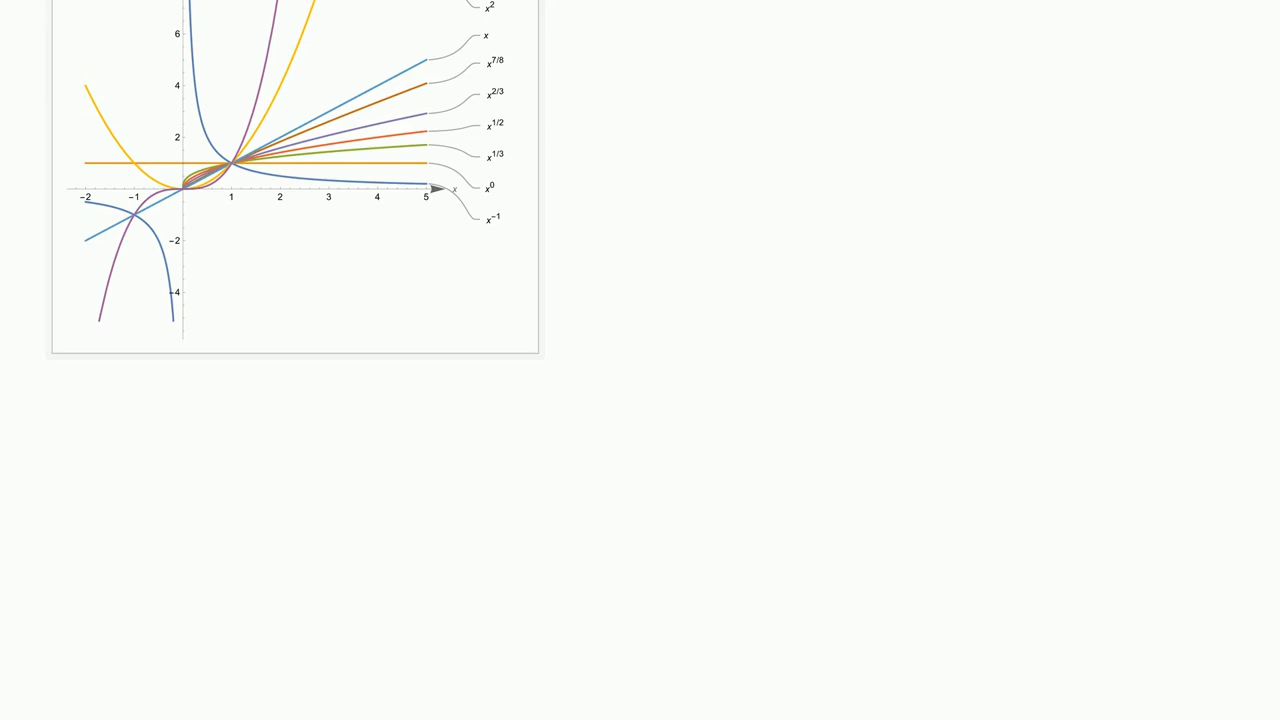 x²
6
x
x^7/8
4
x^2/3
x^1/2
2
x^1/3
x^0
−2 −1 1 2 3 4 5 x
x^−1
−2
−4